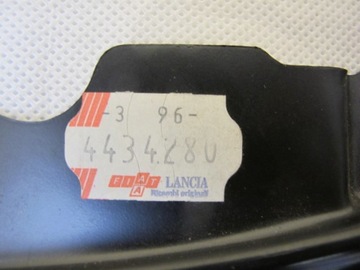 -3 96-
4434280
FIAT LANCIA
Ricambi originali